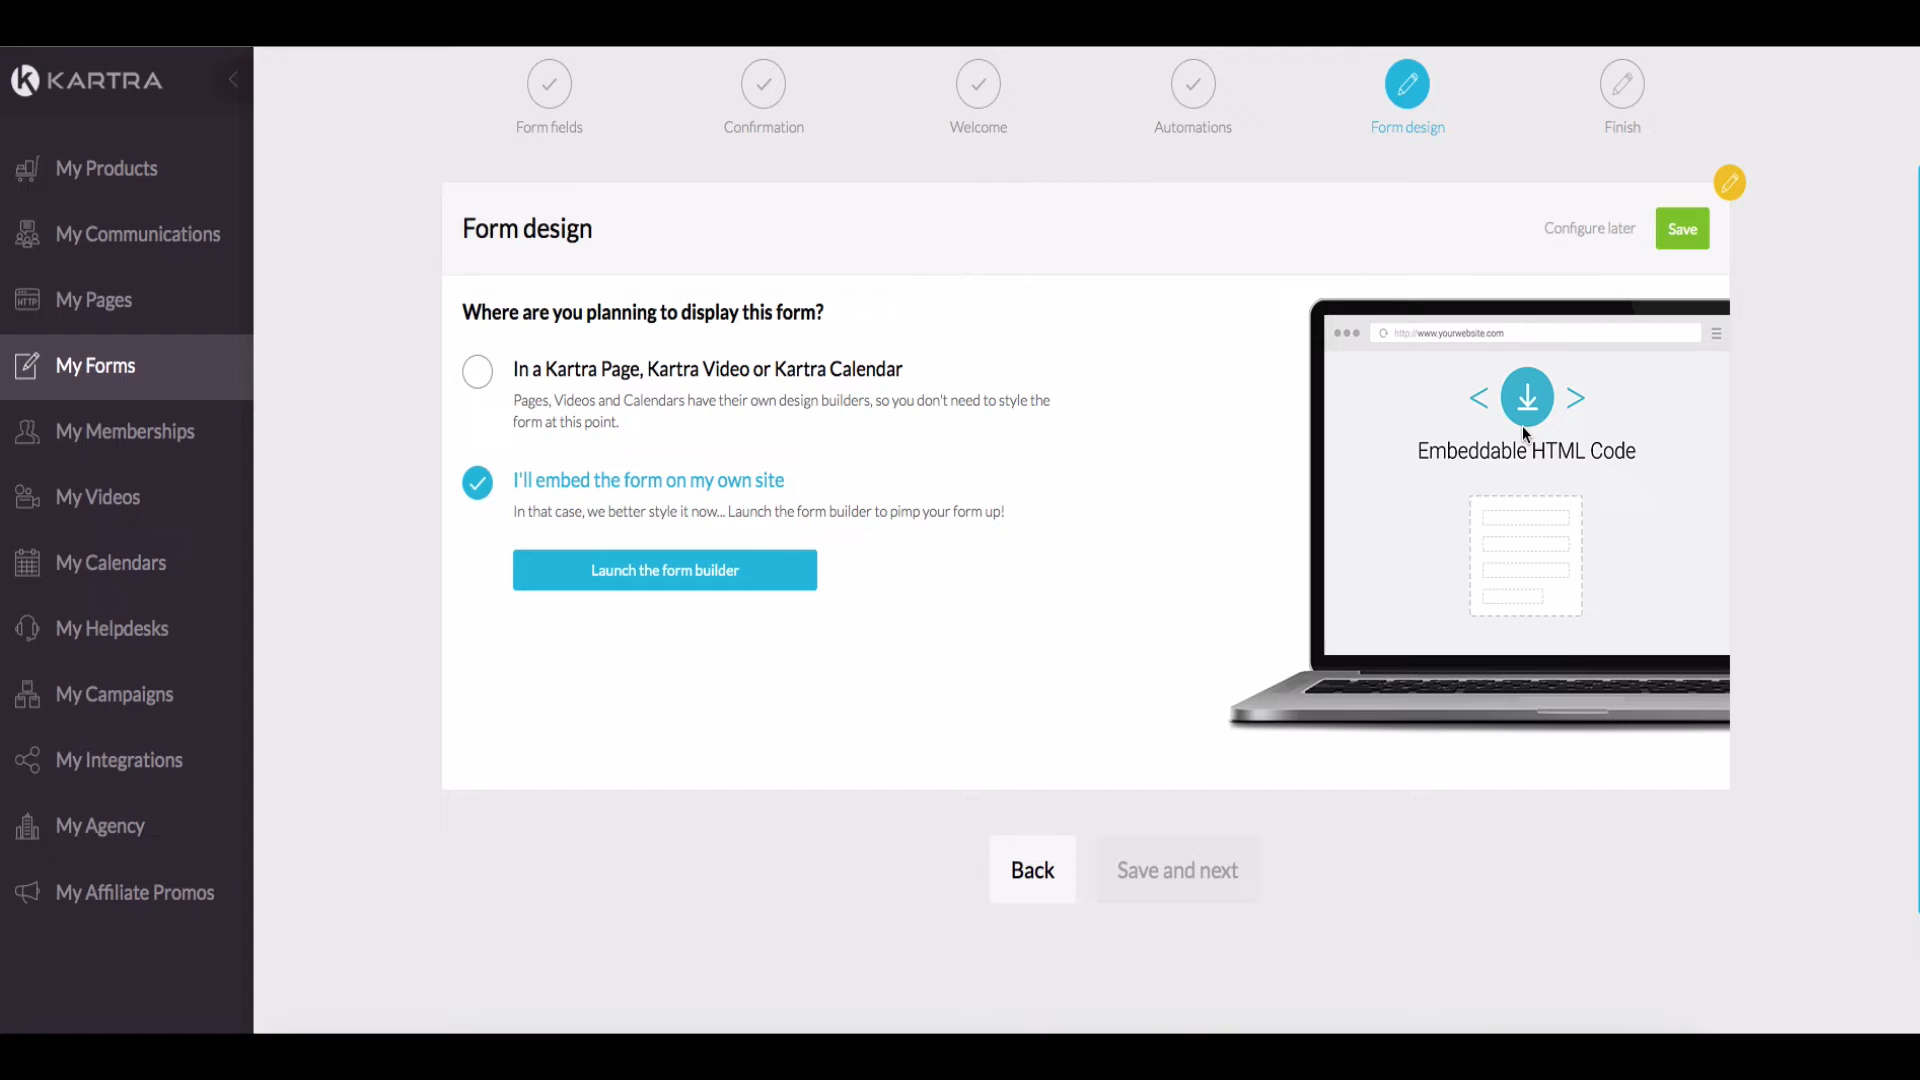 KARTRA
My Products
My Communications
HTTP
My Pages
My Forms
My Memberships
My Videos
My Calendars
My Helpdesks
My Campaigns
My Integrations
My Agency
My Affiliate Promos
Form fields
Confirmation
Welcome
Automations
Form design
Finish
Form design
Configure later
Save
Where are you planning to display this form?
In a Kartra Page, Kartra Video or Kartra Calendar
Pages, Videos and Calendars have their own design builders, so you don't need to style the
form at this point.
I'll embed the form on my own site
In that case, we better style it now... Launch the form builder to pimp your form up!
Launch the form builder
http://www.yourwebsite.com
< >
Embeddable HTML Code
Back
Save and next